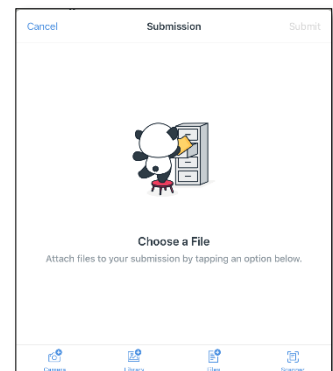 Cancel Submission Submit
Choose a File
Attach files to your submission by tapping an option below.
Camera Library Files Scanner